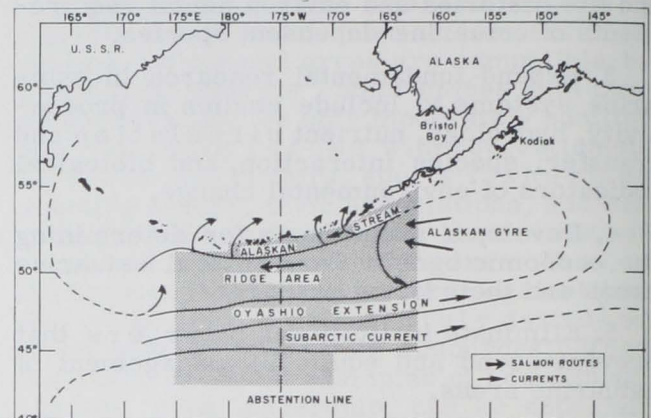 165° 170° 175°E 180° 175°W 170° 165° 160° 155° 150° 145°
U.S.S.R.
ALASKA
60°
Bristol
Bay
Kodiak
55°
ALASKAN STREAM
ALASKAN GYRE
50°
RIDGE AREA
OYASHIO EXTENSION
SUBARCTIC CURRENT
45°
SALMON ROUTES
CURRENTS
ABSTENTION LINE